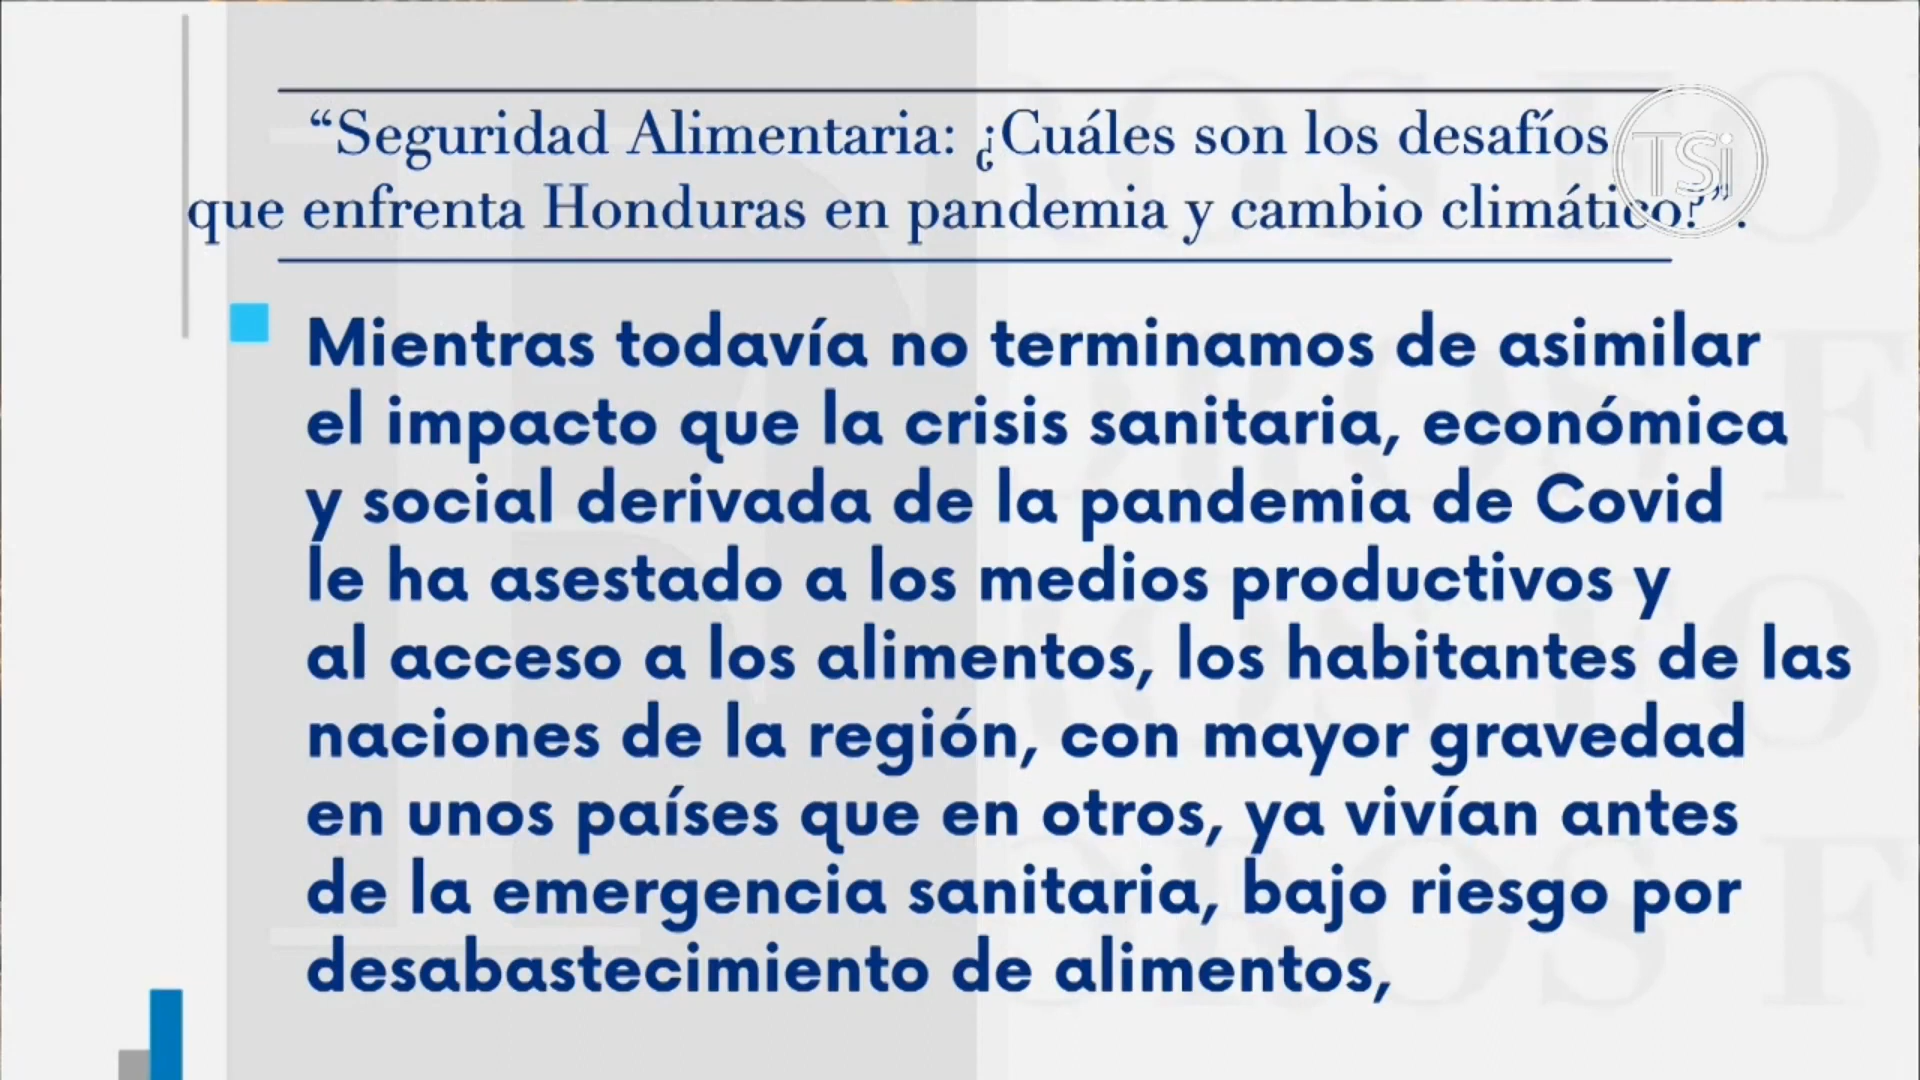 “Seguridad Alimentaria: ¿Cuáles son los desafíos
que enfrenta Honduras en pandemia y cambio climático?”.
TSi
Mientras todavía no terminamos de asimilar
el impacto que la crisis sanitaria, económica
y social derivada de la pandemia de Covid
le ha asestado a los medios productivos y
al acceso a los alimentos, los habitantes de las
naciones de la región, con mayor gravedad
en unos países que en otros, ya vivían antes
de la emergencia sanitaria, bajo riesgo por
desabastecimiento de alimentos,